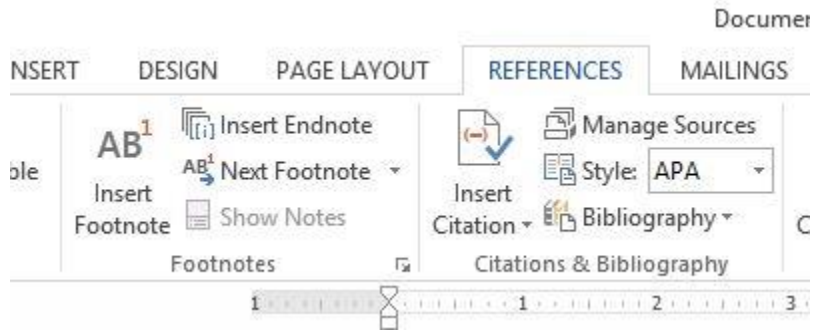 Documen
NSERT DESIGN PAGE LAYOUT REFERENCES MAILINGS
ble
AB1
Insert
Footnote
[i] Insert Endnote
AB1 Next Footnote
Show Notes
Footnotes
(-)
Insert
Citation
Manage Sources
Style: APA
Bibliography
Citations & Bibliography
C
1 1 2 3